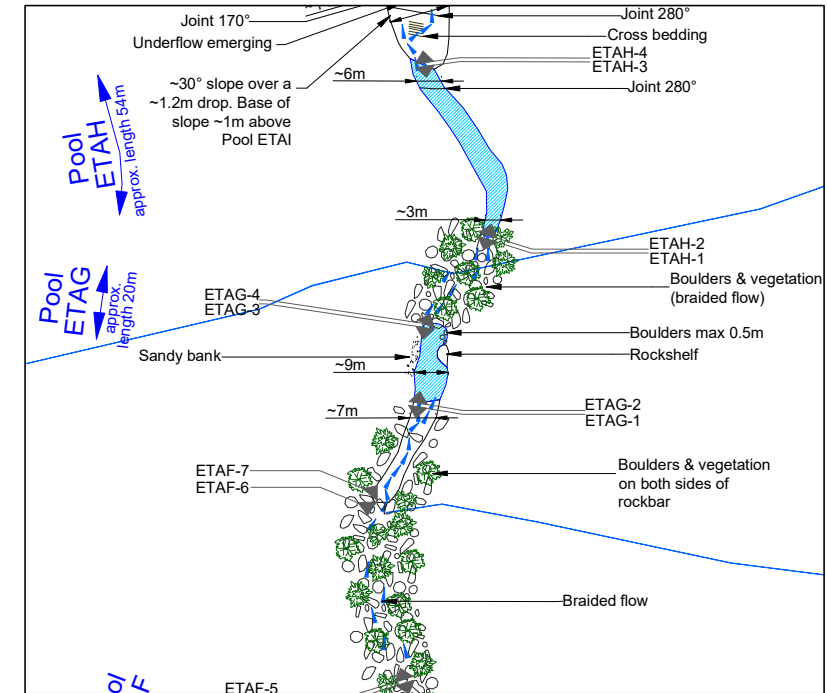 Joint 170°
Joint 280°
Underflow emerging
Cross bedding
ETAH-4
ETAH-3
~6m
Joint 280°
~30° slope over a
~1.2m drop. Base of
slope ~1m above
Pool ETAI
Pool
ETAH
approx. length 54m
~3m
ETAH-2
ETAH-1
Boulders & vegetation
(braided flow)
Pool
ETAG
approx.
length 20m
ETAG-4
ETAG-3
Boulders max 0.5m
Sandy bank
Rockshelf
~9m
ETAG-2
ETAG-1
~7m
ETAF-7
ETAF-6
Boulders & vegetation
on both sides of
rockbar
Braided flow
ETAF-5